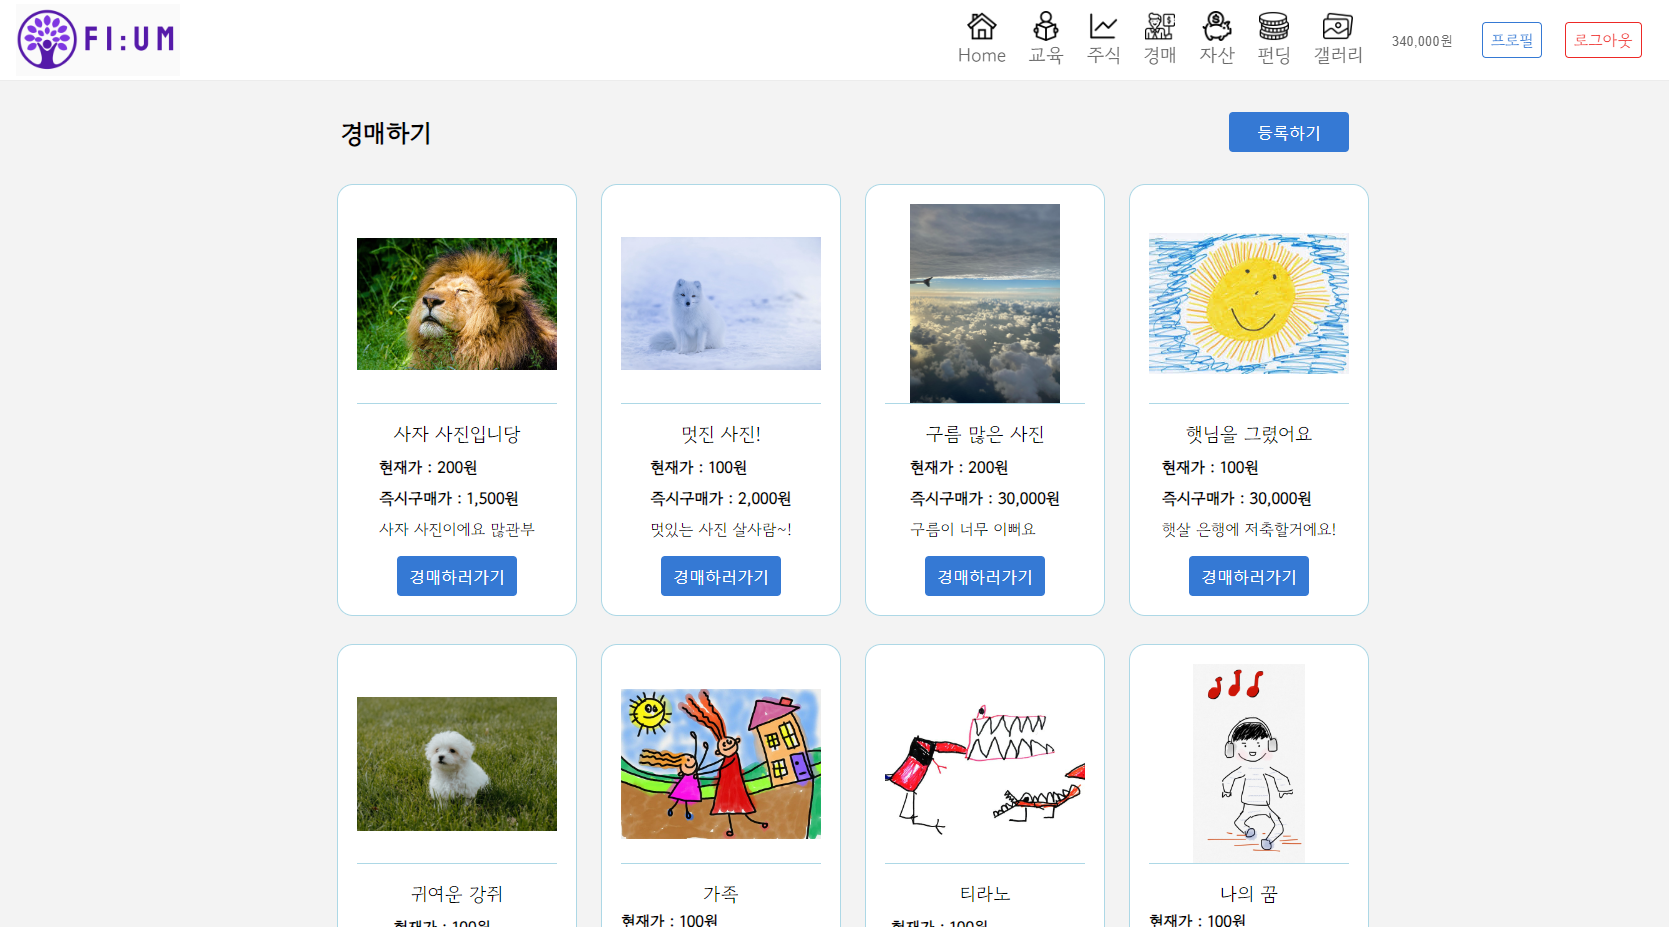 FI:UM
Home 교육 주식 경매 자산 펀딩 갤러리 340,000원 프로필 로그아웃
경매하기 등록하기
사자 사진입니당
현재가 : 200원
즉시구매가 : 1,500원
사자 사진이에요 많관부
경매하러가기
멋진 사진!
현재가 : 100원
즉시구매가 : 2,000원
멋있는 사진 살사람~!
경매하러가기
구름 많은 사진
현재가 : 200원
즉시구매가 : 30,000원
구름이 너무 이뻐요
경매하러가기
햇님을 그렸어요
현재가 : 100원
즉시구매가 : 30,000원
햇살 은행에 저축할거에요!
경매하러가기
귀여운 강쥐
현재가 : 100원
가족
현재가 : 100원
티라노
현재가 : 100원
나의 꿈
현재가 : 100원